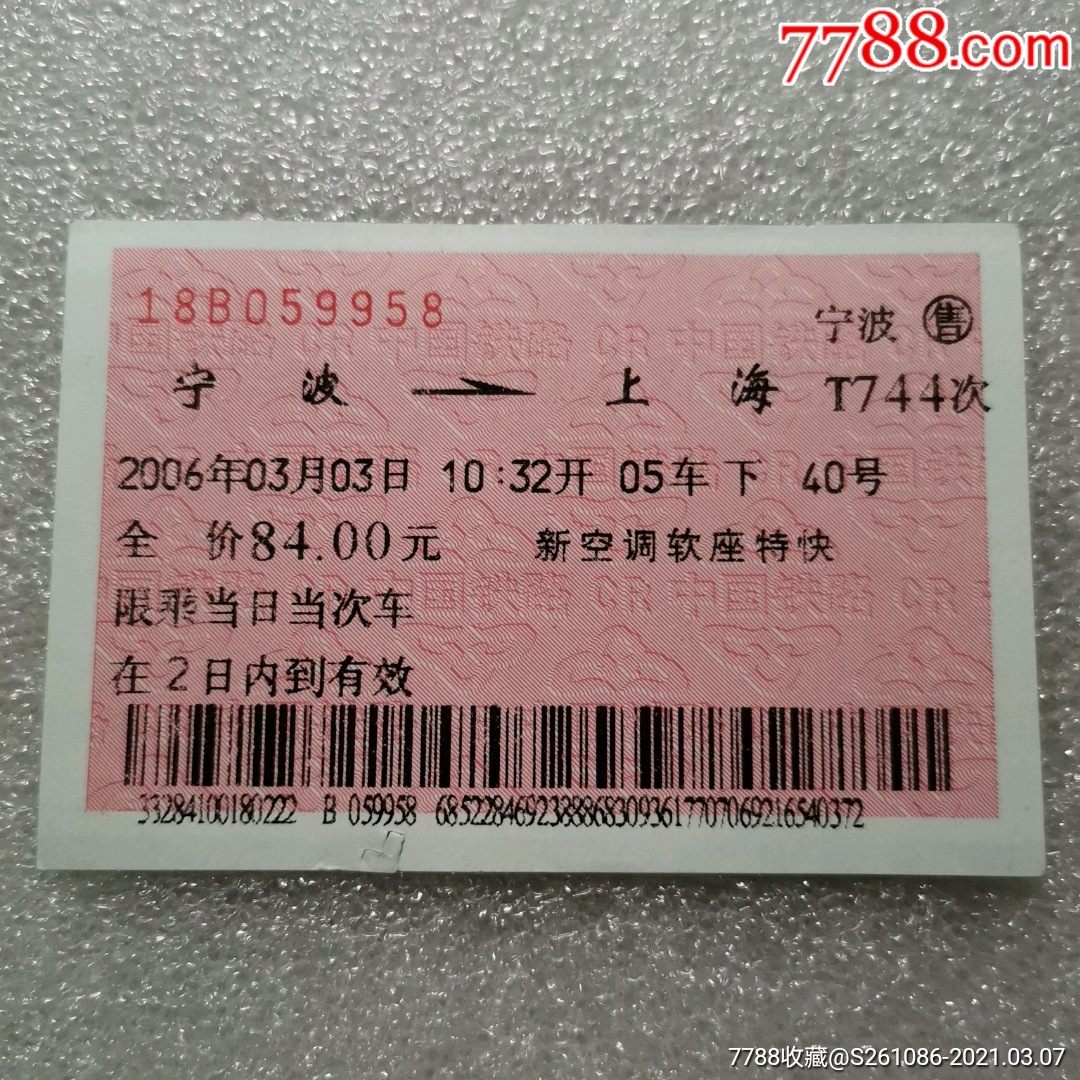 7788.com
18B059958
宁波 ㊞售
宁 波 → 上 海 T744次
2006年03月03日 10:32开 05车下 40号
全 价84.00元 新空调软座特快
限乘当日当次车
在2日内到有效
33284100180222 B 059958 6852284692388868309361770706921654​0372
7788收藏@S261086-2021.03.07